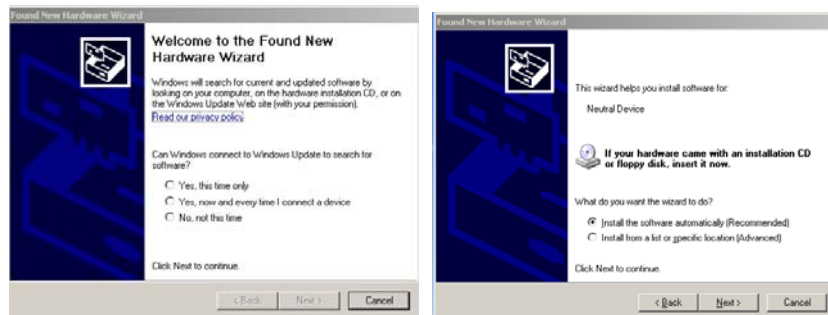 Found New Hardware Wizard
Welcome to the Found New
Hardware Wizard
Windows will search for current and updated software by
looking on your computer, on the hardware installation CD, or on
the Windows Update Web site (with your permission).
Read our privacy policy
Can Windows connect to Windows Update to search for
software?
Yes, this time only
Yes, now and every time I connect a device
No, not this time
Click Next to continue.
< Back Next > Cancel
Found New Hardware Wizard
This wizard helps you install software for:
Neutral Device
If your hardware came with an installation CD
or floppy disk, insert it now.
What do you want the wizard to do?
Install the software automatically (Recommended)
Install from a list or specific location (Advanced)
Click Next to continue.
< Back Next > Cancel